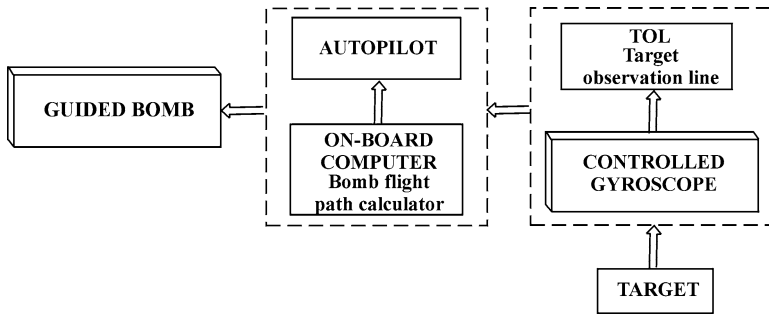 GUIDED BOMB
AUTOPILOT
ON-BOARD
COMPUTER
Bomb flight
path calculator
TOL
Target
observation line
CONTROLLED
GYROSCOPE
TARGET